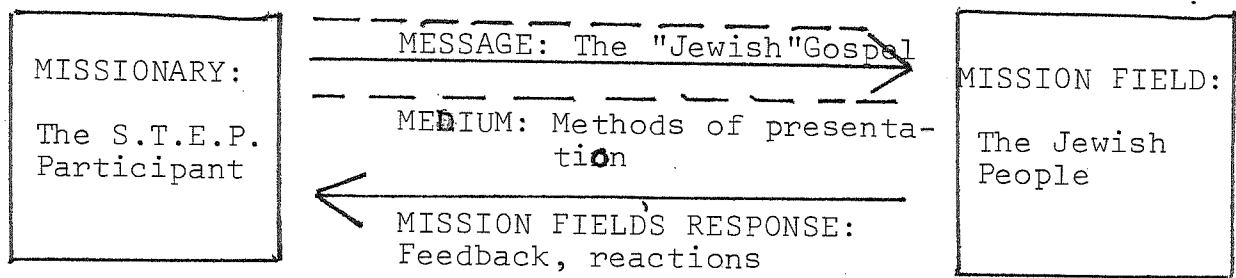 MISSIONARY:
The S.T.E.P.
Participant
MESSAGE: The "Jewish"Gospel
MEDIUM: Methods of presenta-
tion
MISSION FIELD'S RESPONSE:
Feedback, reactions
MISSION FIELD:
The Jewish
People